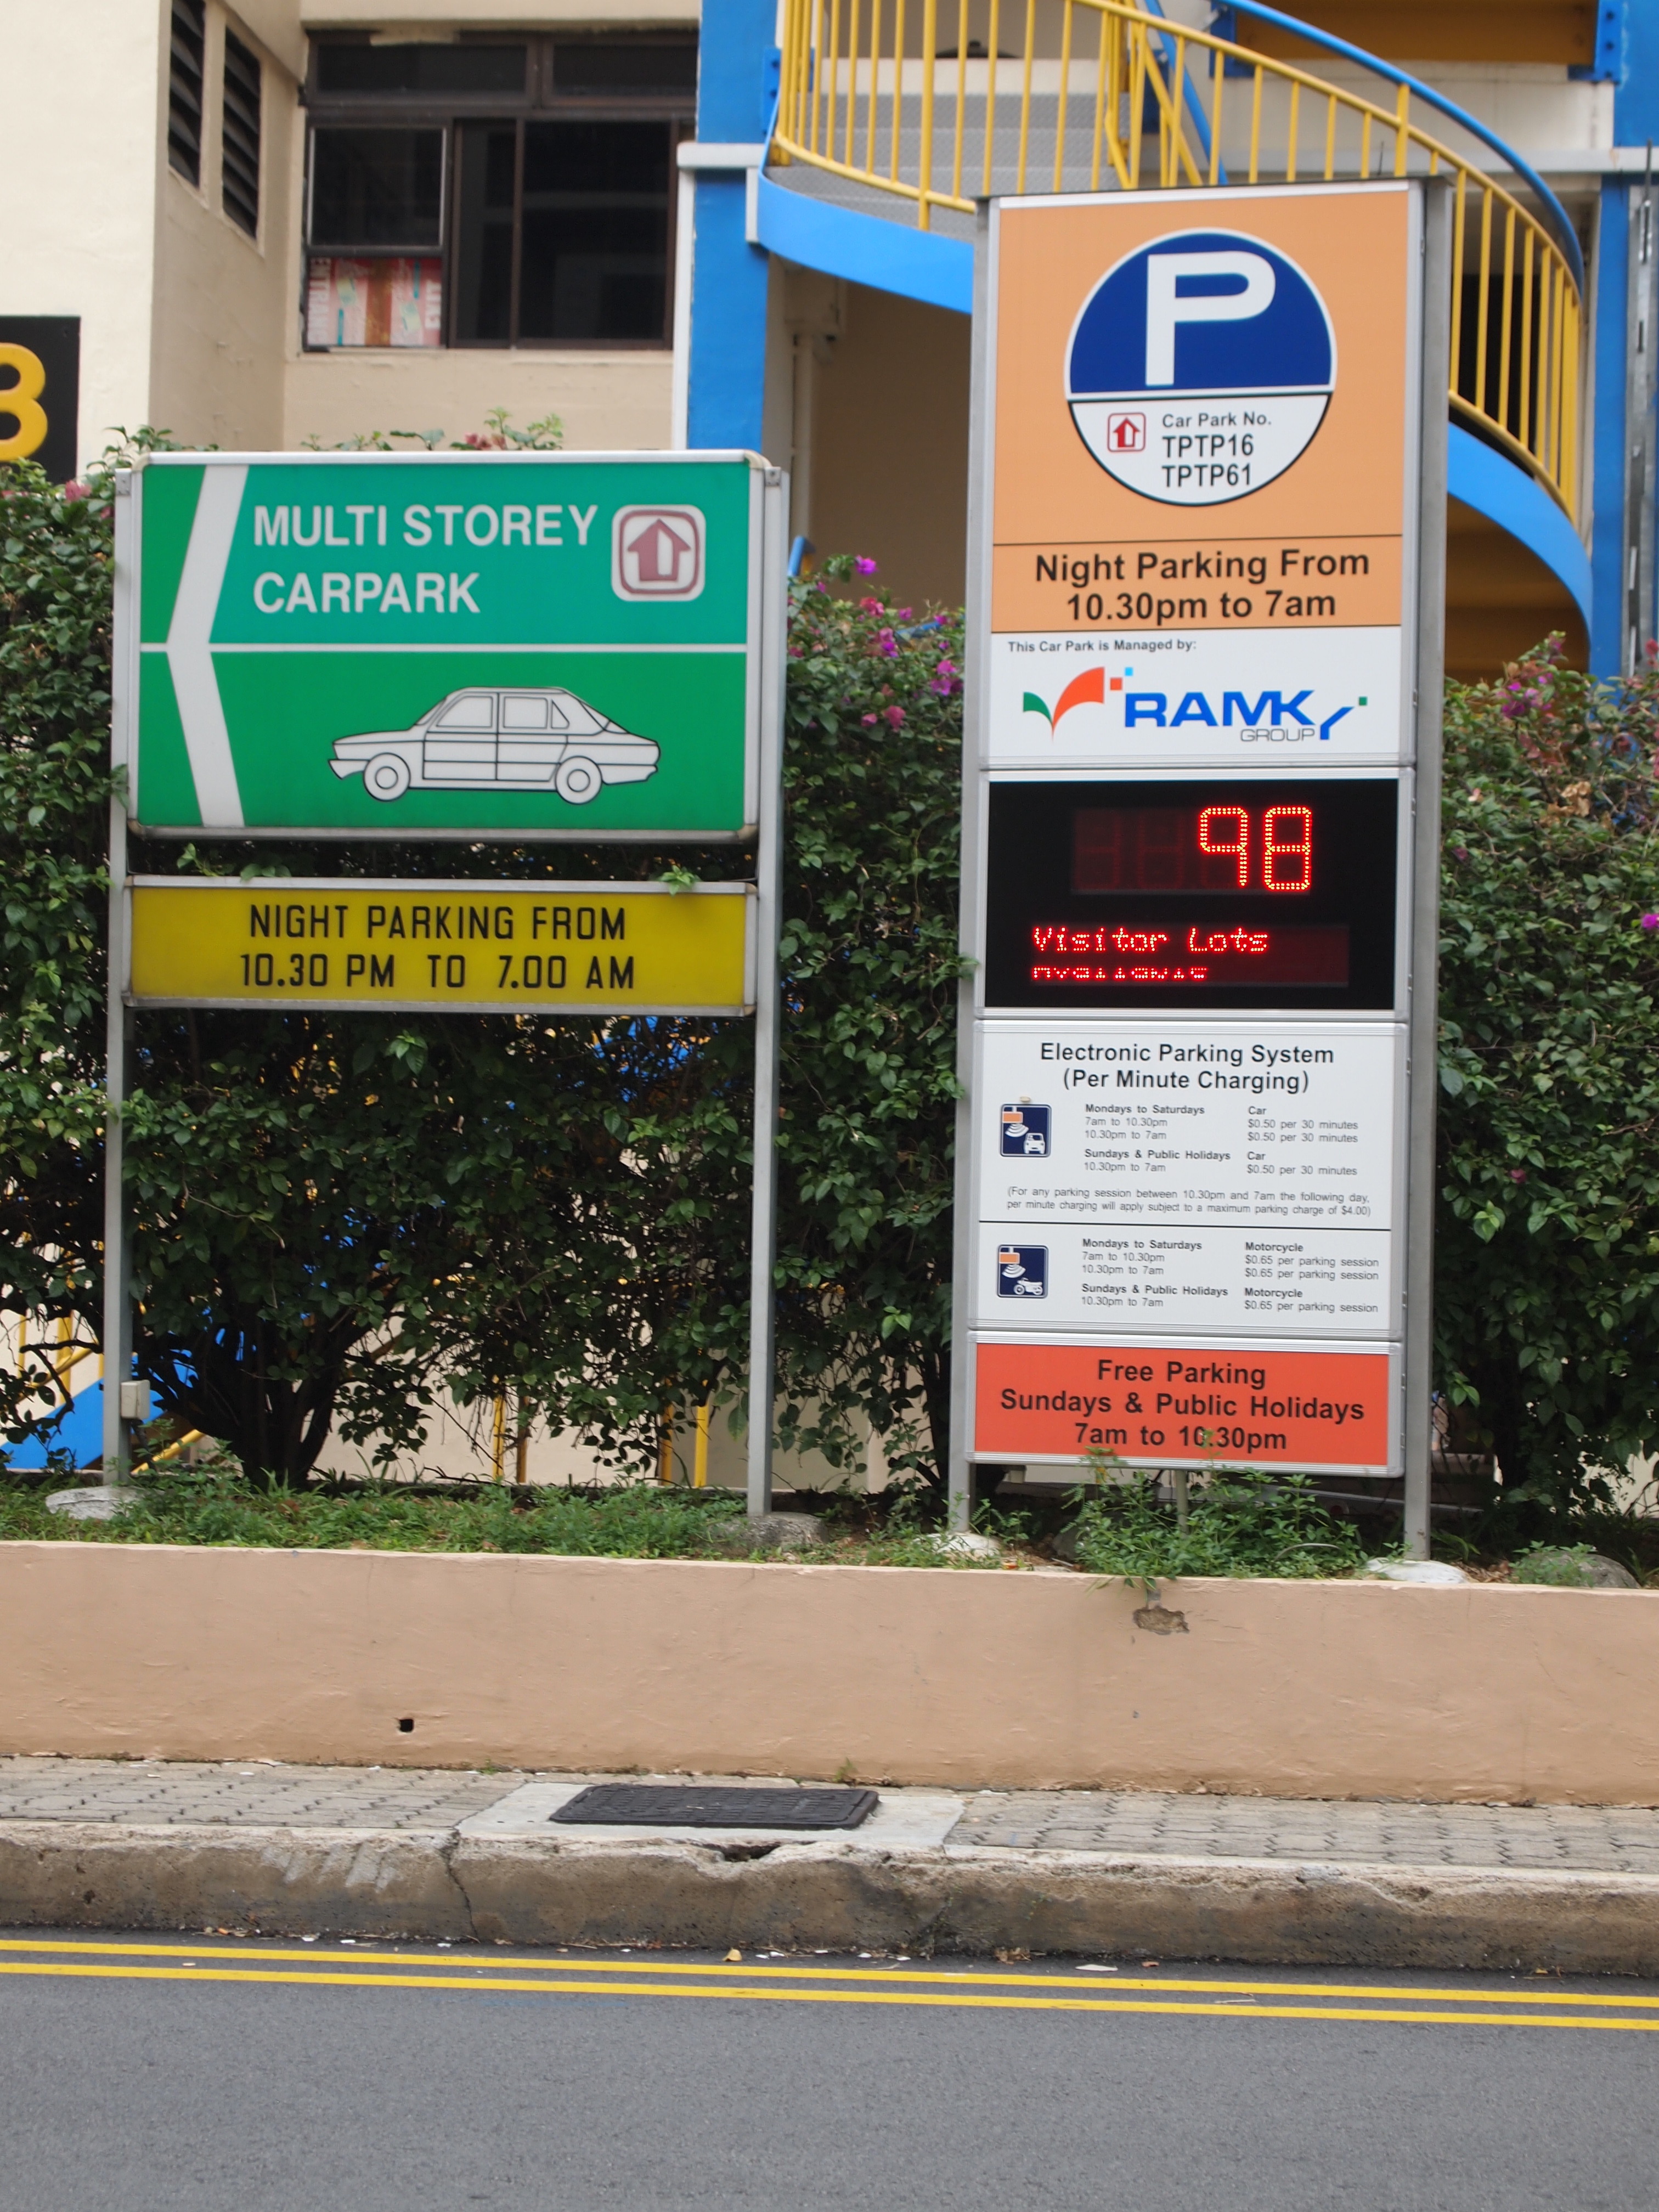 3
MULTI STOREY
CARPARK
NIGHT PARKING FROM
10.30 PM TO 7.00 AM
P
Car Park No.
TPTP16
TPTP61
Night Parking From
10.30pm to 7am
This Car Park is Managed by:
RAMKY
GROUP
98
Visitor Lots
Electronic Parking System
(Per Minute Charging)
Mondays to Saturdays Car
7am to 10.30pm $0.50 per 30 minutes
10.30pm to 7am $0.50 per 30 minutes
Sundays & Public Holidays Car
10.30pm to 7am $0.50 per 30 minutes
(For any parking session between 10.30pm and 7am the following day,
per minute charging will apply subject to a maximum parking charge of $4.00)
Mondays to Saturdays Motorcycle
7am to 10.30pm $0.65 per parking session
10.30pm to 7am $0.65 per parking session
Sundays & Public Holidays Motorcycle
10.30pm to 7am $0.65 per parking session
Free Parking
Sundays & Public Holidays
7am to 10.30pm